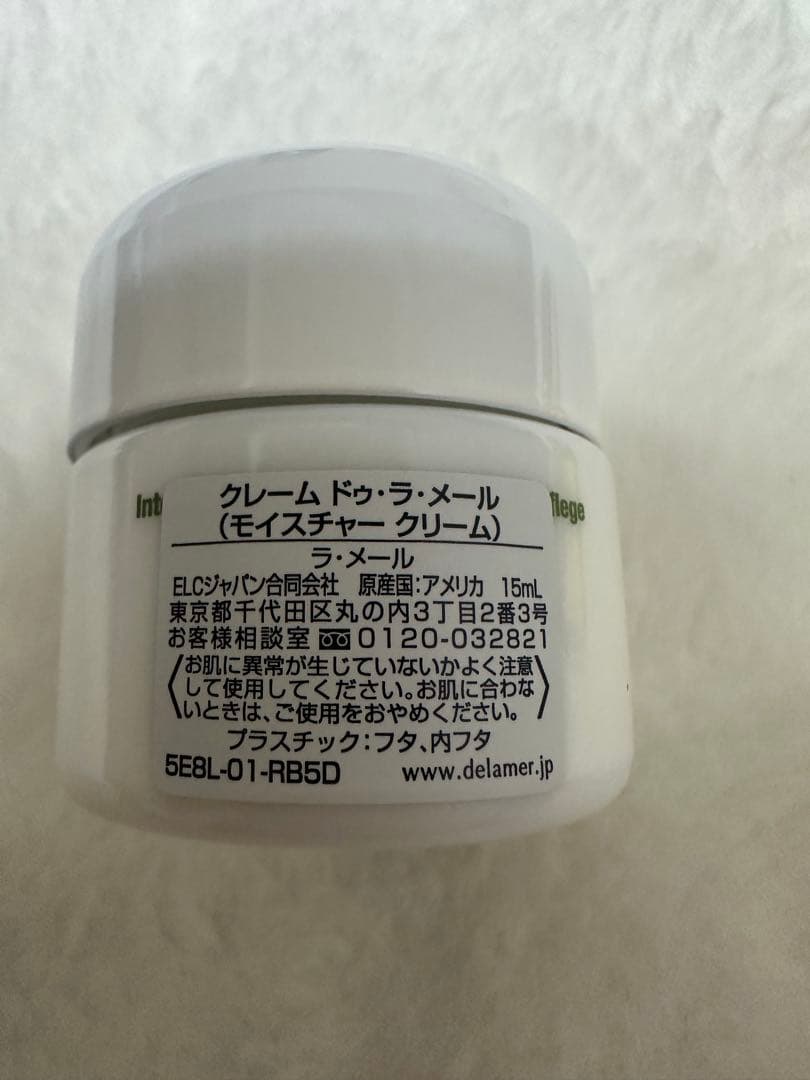 クレーム ドゥ・ラ・メール
(モイスチャー クリーム)
ラ・メール
ELCジャパン合同会社 原産国:アメリカ 15mL
東京都千代田区丸の内3丁目2番3号
お客様相談室 0120-032821
〈お肌に異常が生じていないかよく注意
して使用してください。お肌に合わな
いときは、ご使用をおやめください。〉
プラスチック:フタ、内フタ
5E8L-01-RB5D www.delamer.jp